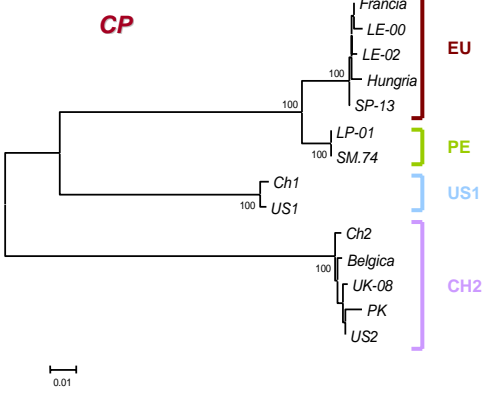 CP
Francia
LE-00
EU
LE-02
100
Hungria
100
SP-13
LP-01
PE
100
SM.74
Ch1
US1
100
US1
Ch2
Belgica
100
UK-08
CH2
PK
US2
0.01